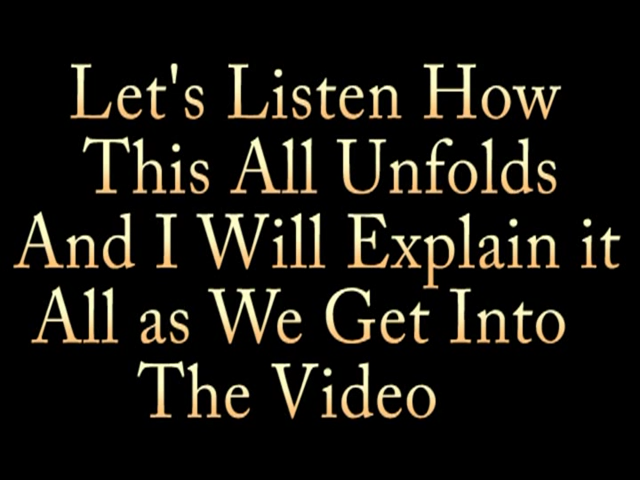 Let's Listen How
This All Unfolds
And I Will Explain it
All as We Get Into
The Video